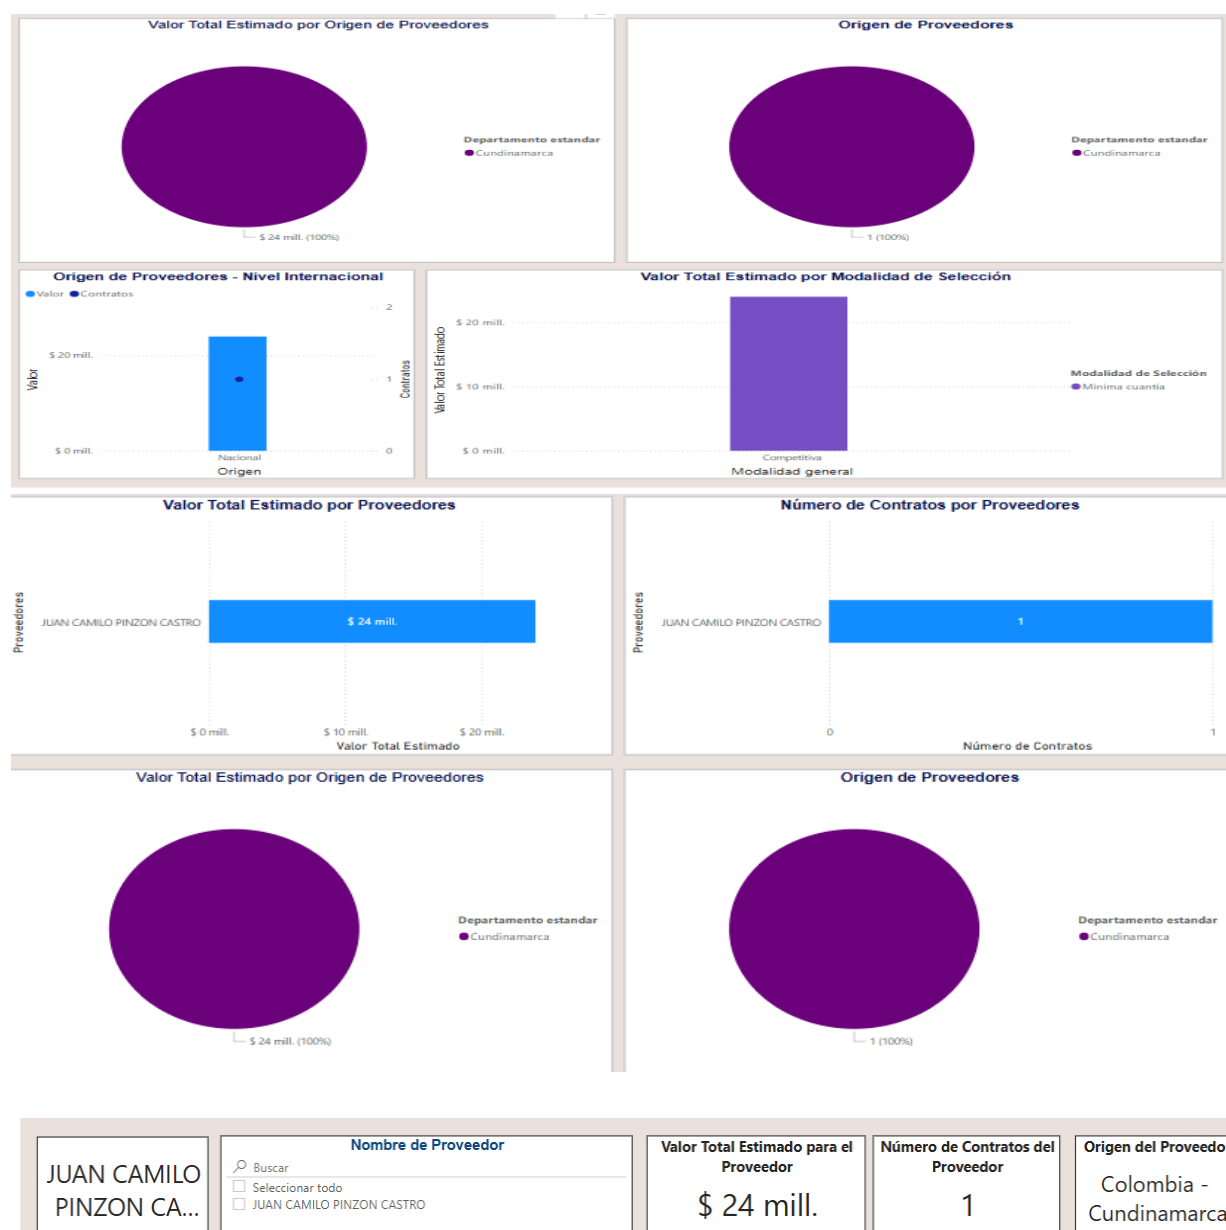 Valor Total Estimado por Origen de Proveedores
Departamento estandar
Cundinamarca
$ 24 mill. (100%)
Origen de Proveedores
Departamento estandar
Cundinamarca
1 (100%)
Origen de Proveedores - Nivel Internacional
Valor Contratos
2
$ 20 mill.
1
$ 0 mill.
0
Valor
Contratos
Nacional
Origen
Valor Total Estimado por Modalidad de Selección
$ 20 mill.
$ 10 mill.
$ 0 mill.
Valor Total Estimado
Modalidad de Selección
Mínima cuantía
Competitiva
Modalidad general
Valor Total Estimado por Proveedores
Proveedores
JUAN CAMILO PINZON CASTRO
$ 24 mill.
$ 0 mill. $ 10 mill. $ 20 mill.
Valor Total Estimado
Número de Contratos por Proveedores
Proveedores
JUAN CAMILO PINZON CASTRO
1
0 1
Número de Contratos
Valor Total Estimado por Origen de Proveedores
Departamento estandar
Cundinamarca
$ 24 mill. (100%)
Origen de Proveedores
Departamento estandar
Cundinamarca
1 (100%)
JUAN CAMILO
PINZON CA...
Nombre de Proveedor
Buscar
Seleccionar todo
JUAN CAMILO PINZON CASTRO
Valor Total Estimado para el
Proveedor
$ 24 mill.
Número de Contratos del
Proveedor
1
Origen del Proveedo
Colombia -
Cundinamarca